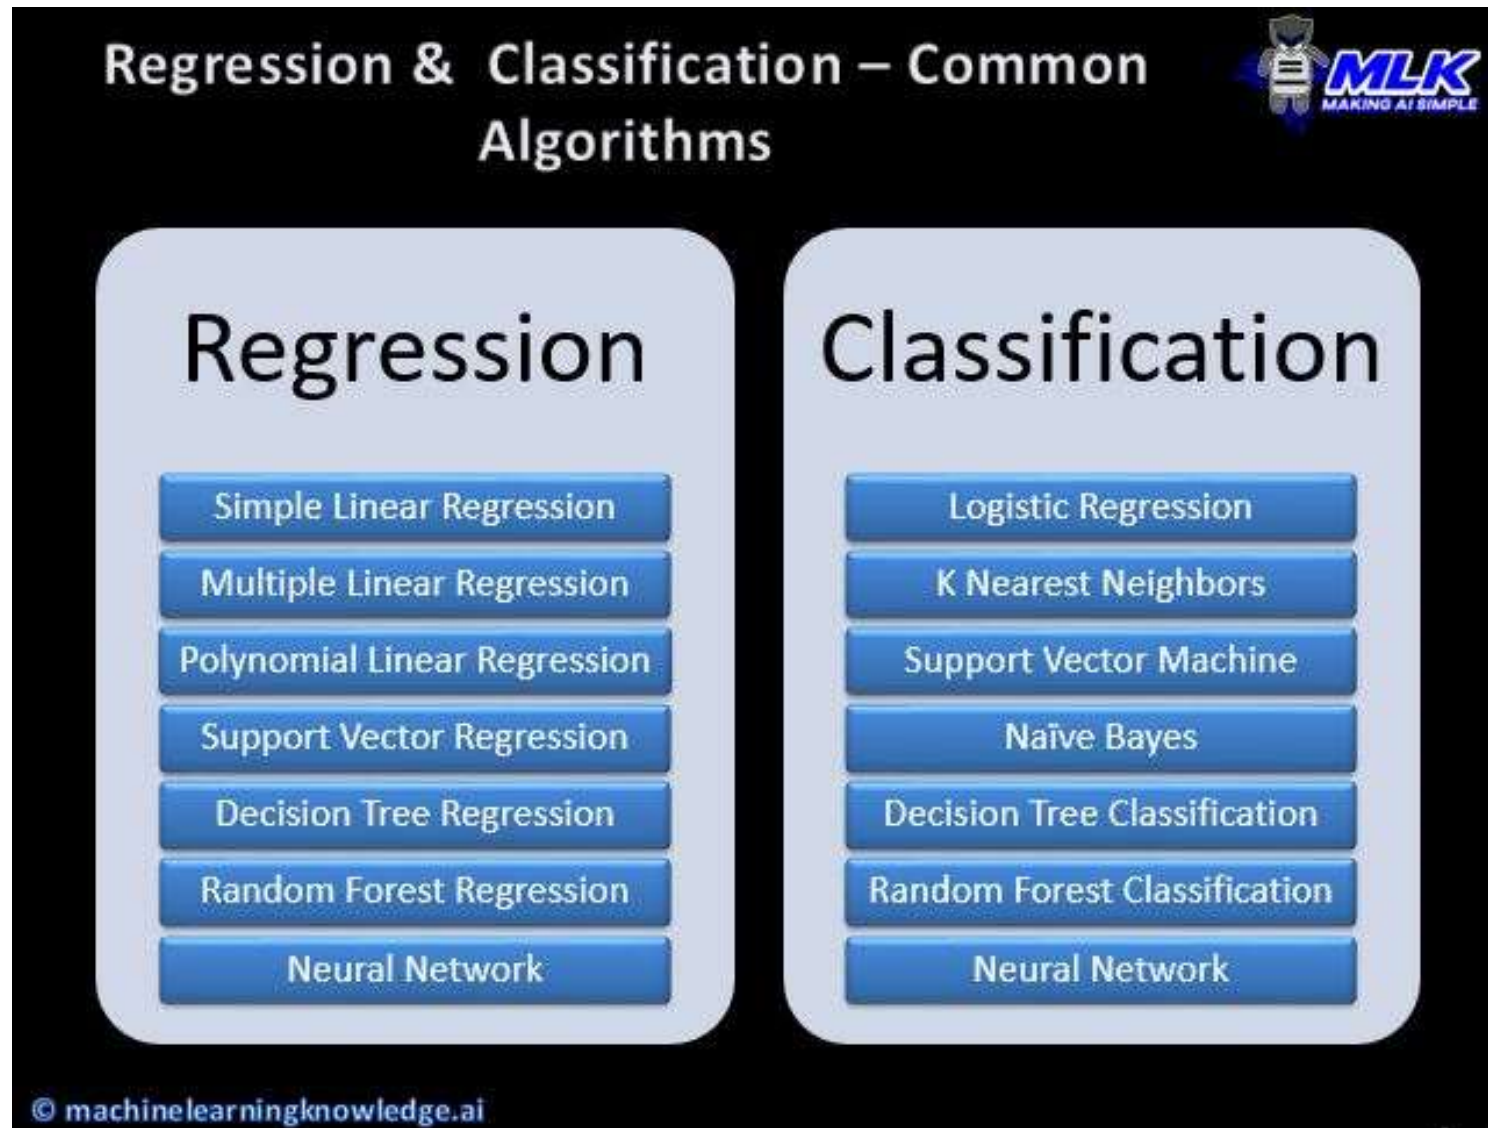 Regression & Classification – Common
Algorithms
MLK
MAKING AI SIMPLE
Regression
Simple Linear Regression
Multiple Linear Regression
Polynomial Linear Regression
Support Vector Regression
Decision Tree Regression
Random Forest Regression
Neural Network
Classification
Logistic Regression
K Nearest Neighbors
Support Vector Machine
Naïve Bayes
Decision Tree Classification
Random Forest Classification
Neural Network
© machinelearningknowledge.ai